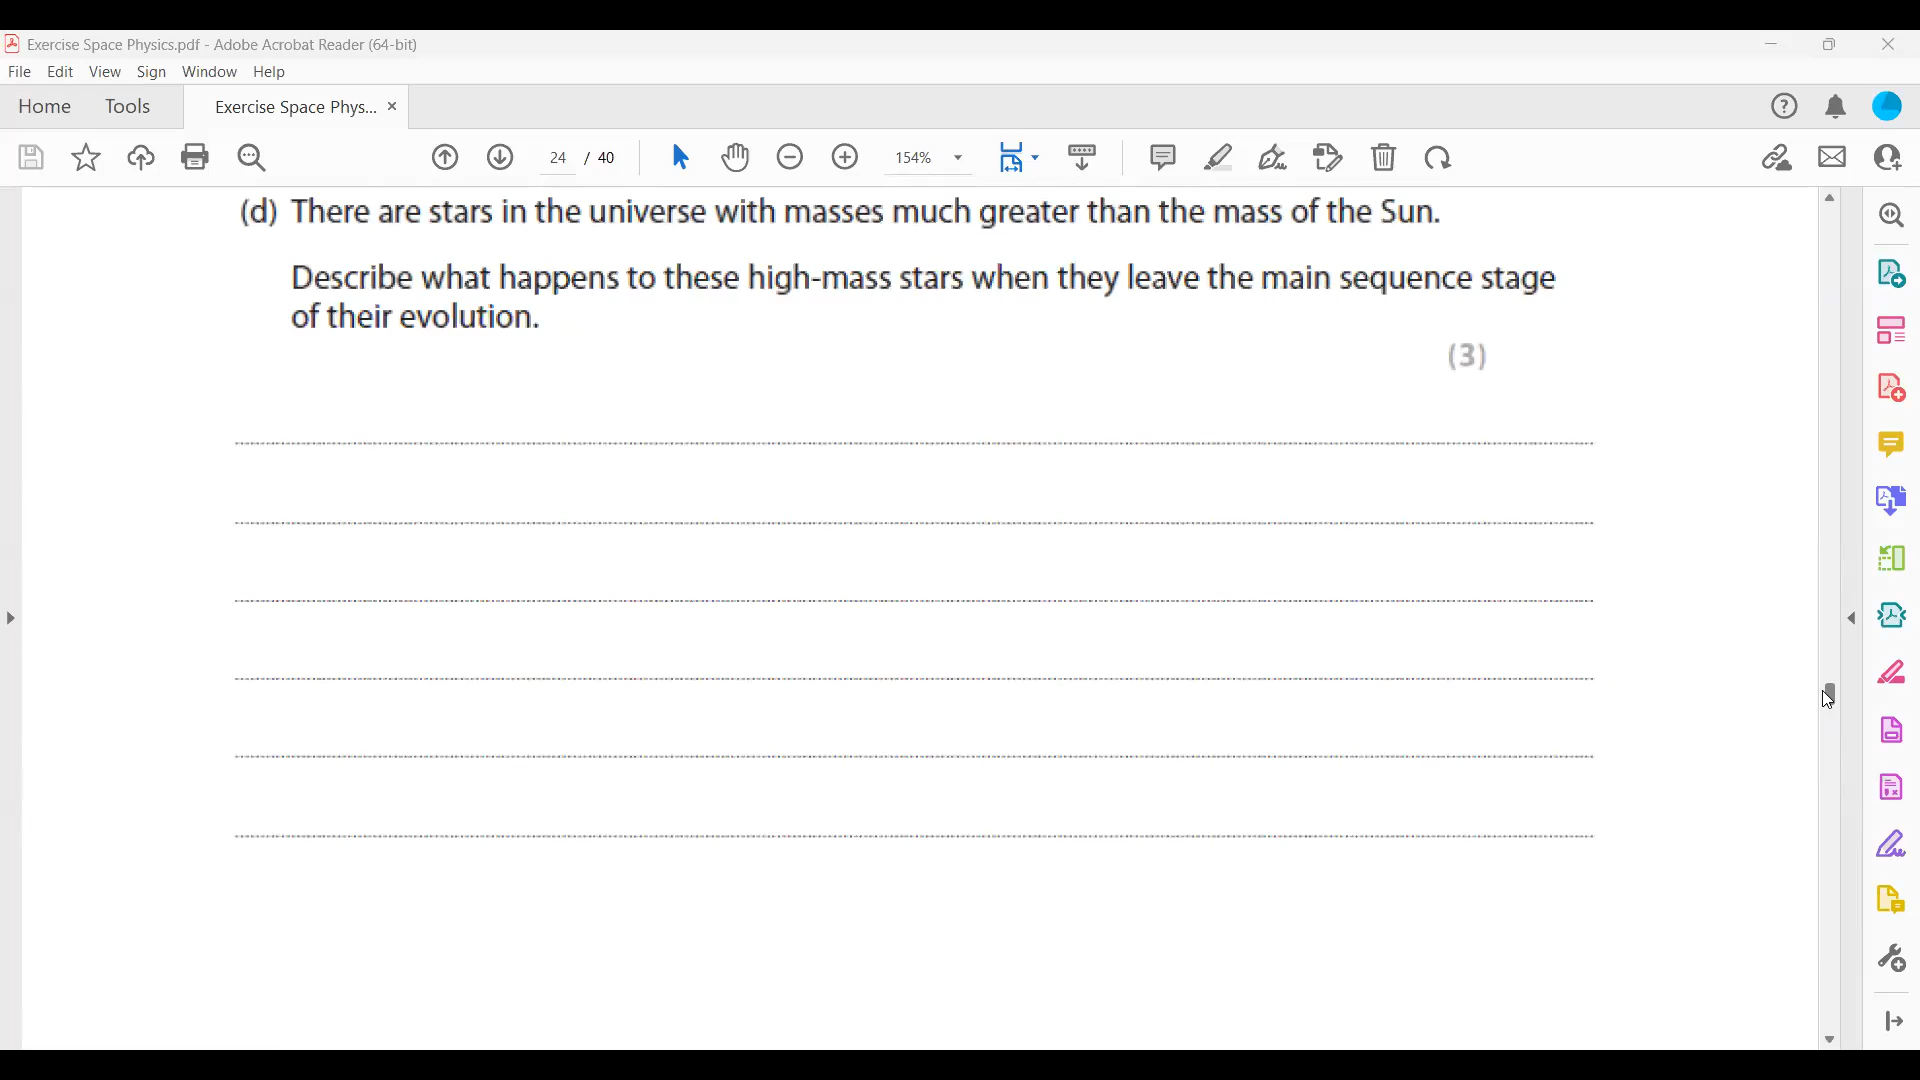 Exercise Space Physics.pdf - Adobe Acrobat Reader (64-bit)
File Edit View Sign Window Help
Home Tools Exercise Space Phys... ×
24 / 40 154%
(d) There are stars in the universe with masses much greater than the mass of the Sun.
Describe what happens to these high-mass stars when they leave the main sequence stage
of their evolution.
(3)